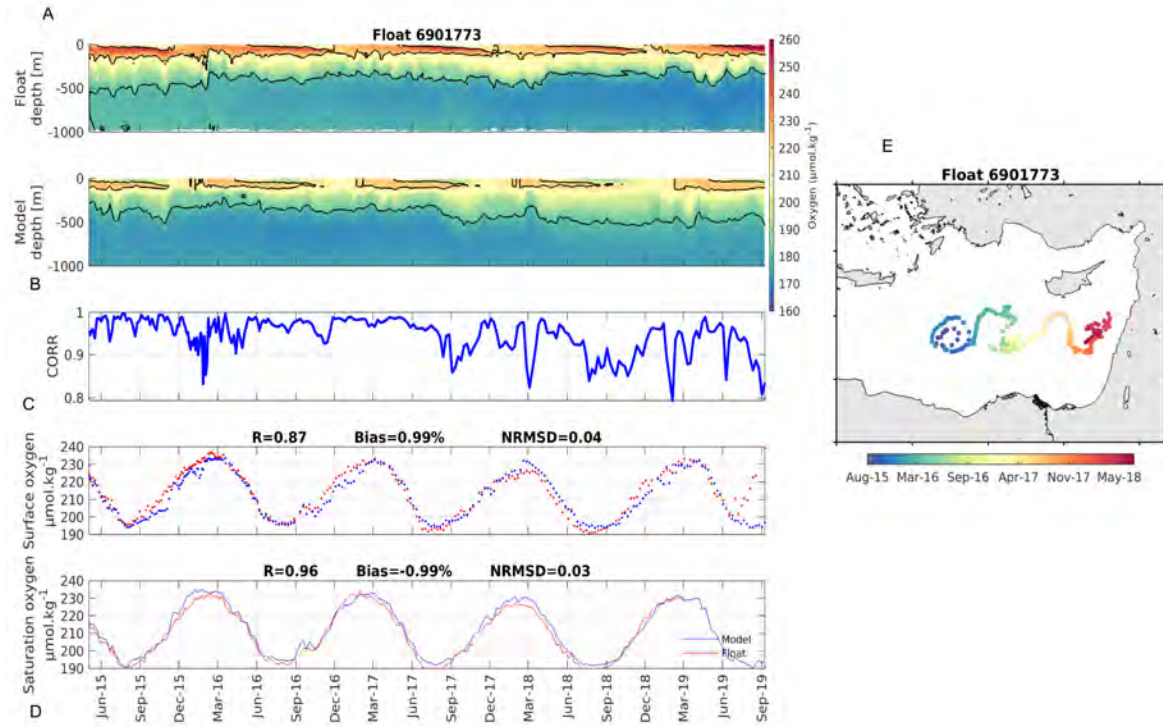 A
Float 6901773
Float
depth [m]
0
-500
-1000
Model
depth [m]
0
-500
-1000
260
250
240
230
220
210
200
190
180
170
160
Oxygen (μmol.kg⁻¹)
B
CORR
1
0.9
0.8
C
R=0.87 Bias=0.99% NRMSD=0.04
Surface oxygen
μmol.kg⁻¹
240
230
220
210
200
190
R=0.96 Bias=-0.99% NRMSD=0.03
Saturation oxygen
μmol.kg⁻¹
240
230
220
210
200
190
Model
Float
Jun-15
Sep-15
Dec-15
Mar-16
Jun-16
Sep-16
Dec-16
Mar-17
Jun-17
Sep-17
Dec-17
Mar-18
Jun-18
Sep-18
Dec-18
Mar-19
Jun-19
Sep-19
D
E
Float 6901773
Aug-15 Mar-16 Sep-16 Apr-17 Nov-17 May-18